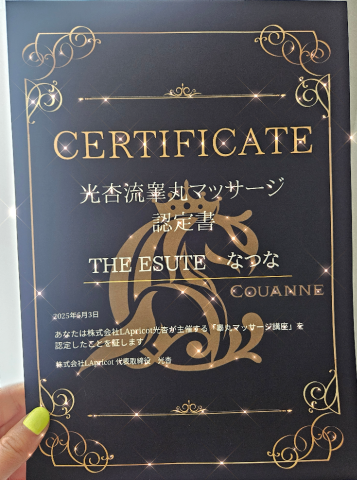 CERTIFICATE
光杏流睾丸マッサージ
認定書
THE ESUTE なつな
COUANNE
2025年6月3日
あなたは株式会社LApricot光杏が主催する「睾丸マッサージ講座」を
認定したことを証します
株式会社LApricot 代表取締役 光杏